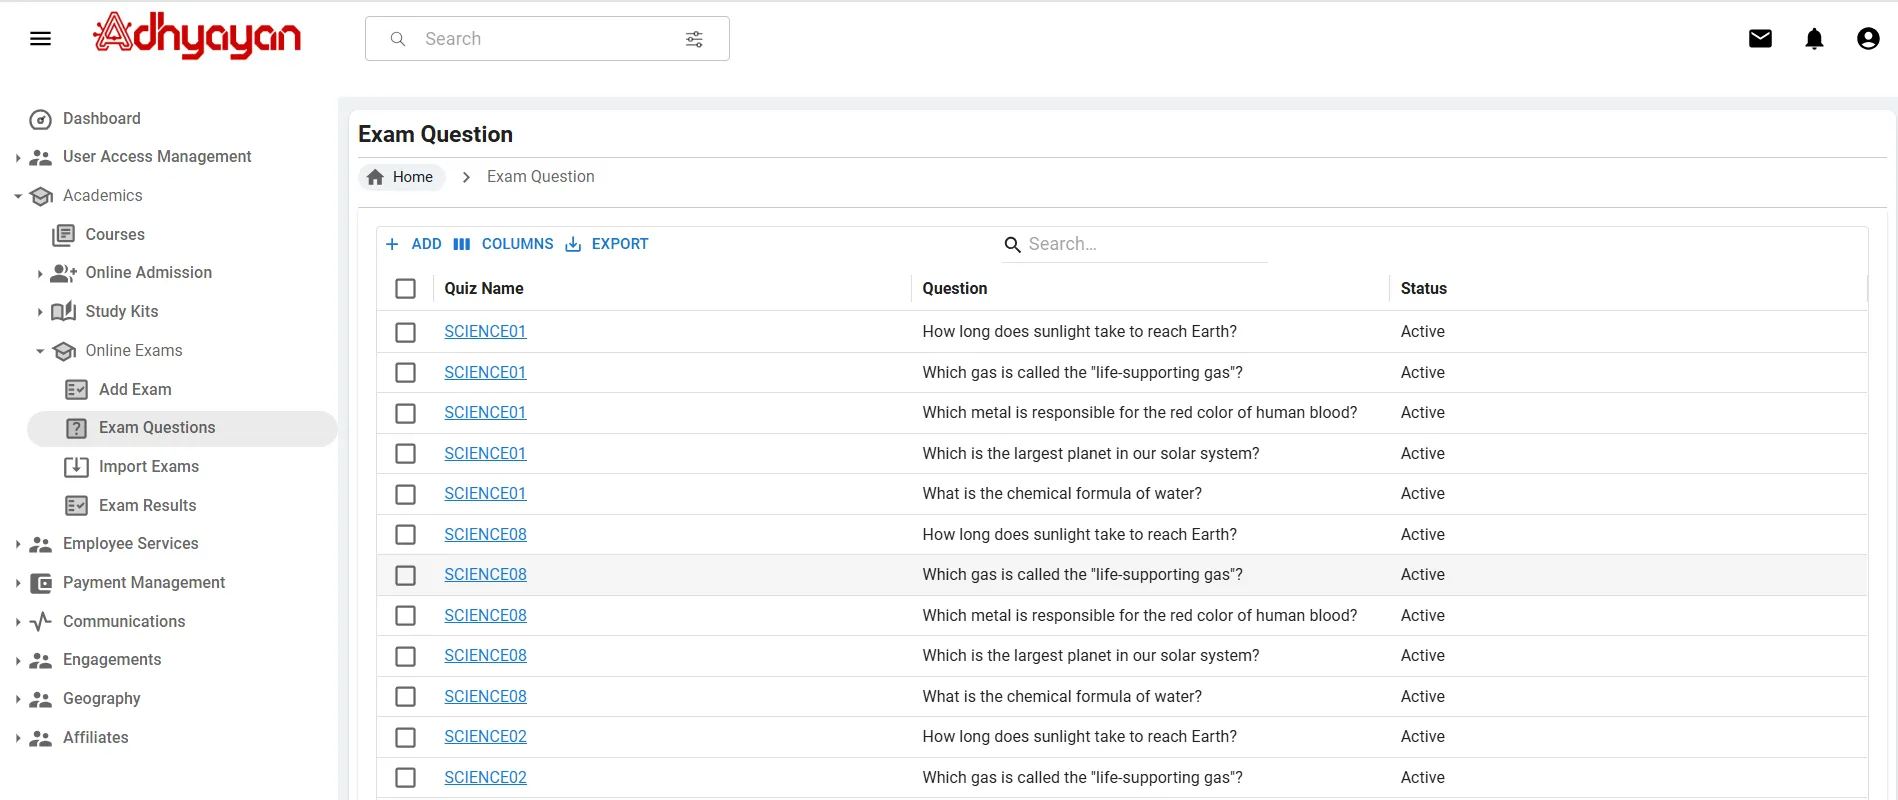 Adhyayan
Search
Dashboard
User Access Management
Academics
Courses
Online Admission
Study Kits
Online Exams
Add Exam
Exam Questions
Import Exams
Exam Results
Employee Services
Payment Management
Communications
Engagements
Geography
Affiliates
Exam Question
Home > Exam Question
ADD COLUMNS EXPORT Search...
Quiz Name Question Status
SCIENCE01 How long does sunlight take to reach Earth? Active
SCIENCE01 Which gas is called the "life-supporting gas"? Active
SCIENCE01 Which metal is responsible for the red color of human blood? Active
SCIENCE01 Which is the largest planet in our solar system? Active
SCIENCE01 What is the chemical formula of water? Active
SCIENCE08 How long does sunlight take to reach Earth? Active
SCIENCE08 Which gas is called the "life-supporting gas"? Active
SCIENCE08 Which metal is responsible for the red color of human blood? Active
SCIENCE08 Which is the largest planet in our solar system? Active
SCIENCE08 What is the chemical formula of water? Active
SCIENCE02 How long does sunlight take to reach Earth? Active
SCIENCE02 Which gas is called the "life-supporting gas"? Active